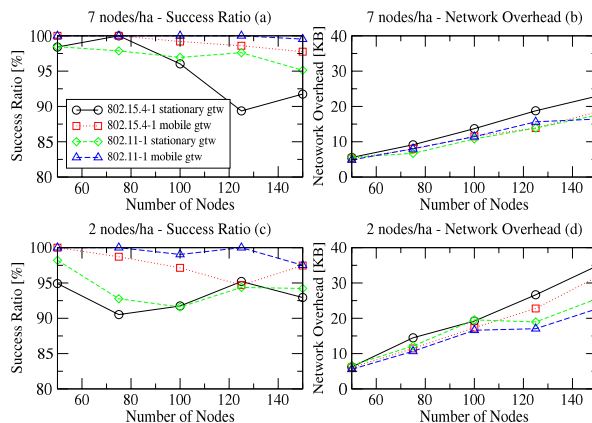 7 nodes/ha - Success Ratio (a)
Success Ratio [%]
100
95
90
85
80
802.15.4-1 stationary gtw
802.15.4-1 mobile gtw
802.11-1 stationary gtw
802.11-1 mobile gtw
60 80 100 120 140
Number of Nodes
7 nodes/ha - Network Overhead (b)
Netowork Overhead [KB]
40
30
20
10
0
60 80 100 120 140
Number of Nodes
2 nodes/ha - Success Ratio (c)
Success Ratio [%]
100
95
90
85
80
60 80 100 120 140
Number of Nodes
2 nodes/ha - Network Overhead (d)
Network Overhead [KB]
40
30
20
10
0
60 80 100 120 140
Number of Nodes